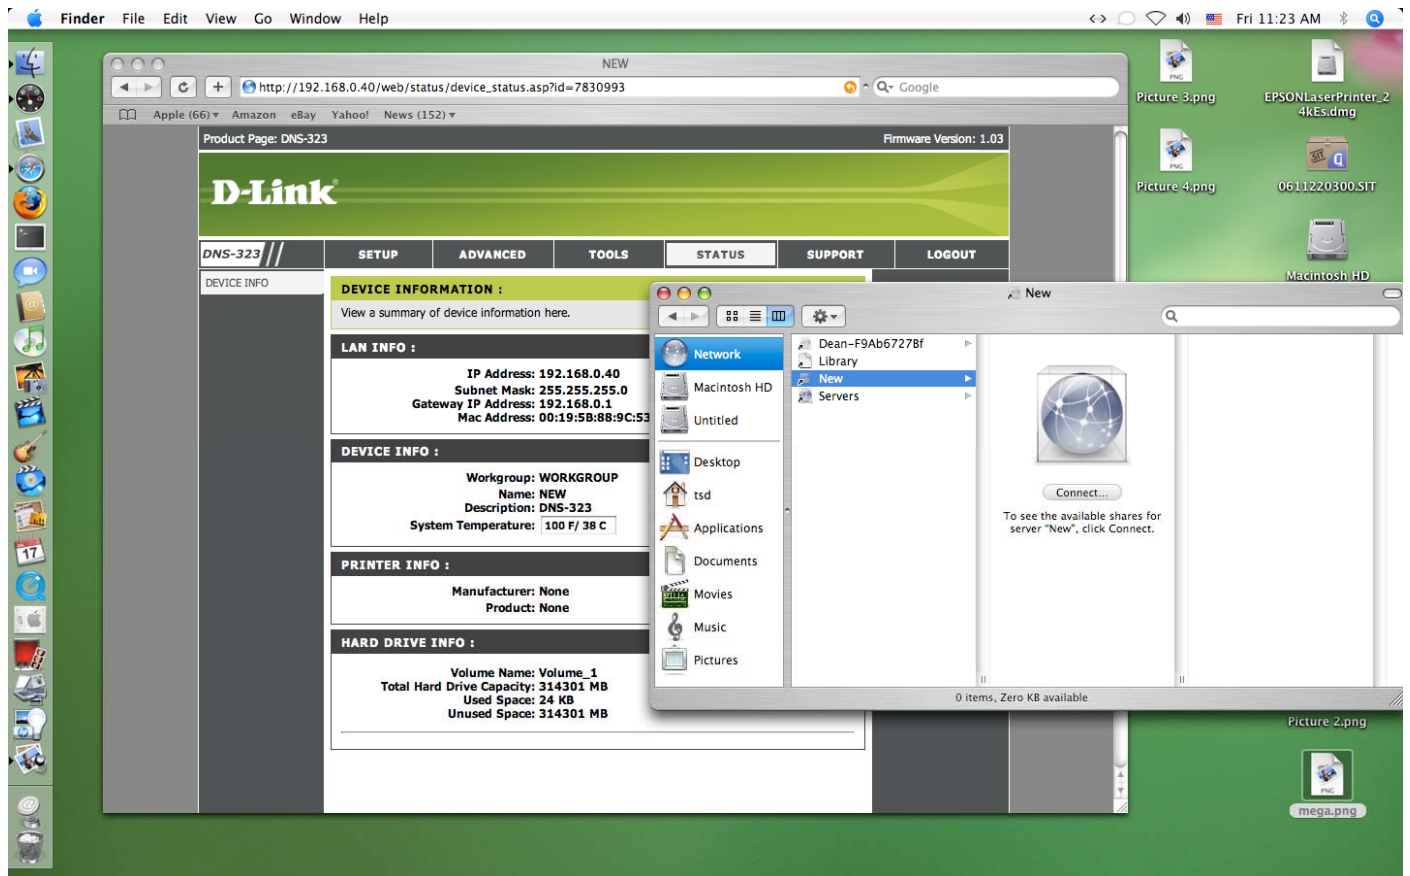 Finder File Edit View Go Window Help
Fri 11:23 AM
NEW
http://192.168.0.40/web/status/device_status.asp?id=7830993
Google
Apple (66) Amazon eBay Yahoo! News (152)
Product Page: DNS-323
Firmware Version: 1.03
D-Link
DNS-323
SETUP
ADVANCED
TOOLS
STATUS
SUPPORT
LOGOUT
DEVICE INFO
DEVICE INFORMATION :
View a summary of device information here.
LAN INFO :
IP Address: 192.168.0.40
Subnet Mask: 255.255.255.0
Gateway IP Address: 192.168.0.1
Mac Address: 00:19:5B:88:9C:53
DEVICE INFO :
Workgroup: WORKGROUP
Name: NEW
Description: DNS-323
System Temperature: 100 F/ 38 C
PRINTER INFO :
Manufacturer: None
Product: None
HARD DRIVE INFO :
Volume Name: Volume_1
Total Hard Drive Capacity: 314301 MB
Used Space: 24 KB
Unused Space: 314301 MB
New
Network
Macintosh HD
Untitled
Desktop
tsd
Applications
Documents
Movies
Music
Pictures
Dean-F9Ab6727Bf
Library
New
Servers
Connect...
To see the available shares for
server "New", click Connect.
0 items, Zero KB available
PNG
Picture 3.png
EPSONLaserPrinter_2
4kEs.dmg
PNG
Picture 4.png
SIT
0611220300.SIT
Macintosh HD
Picture 2.png
PNG
mega.png
17